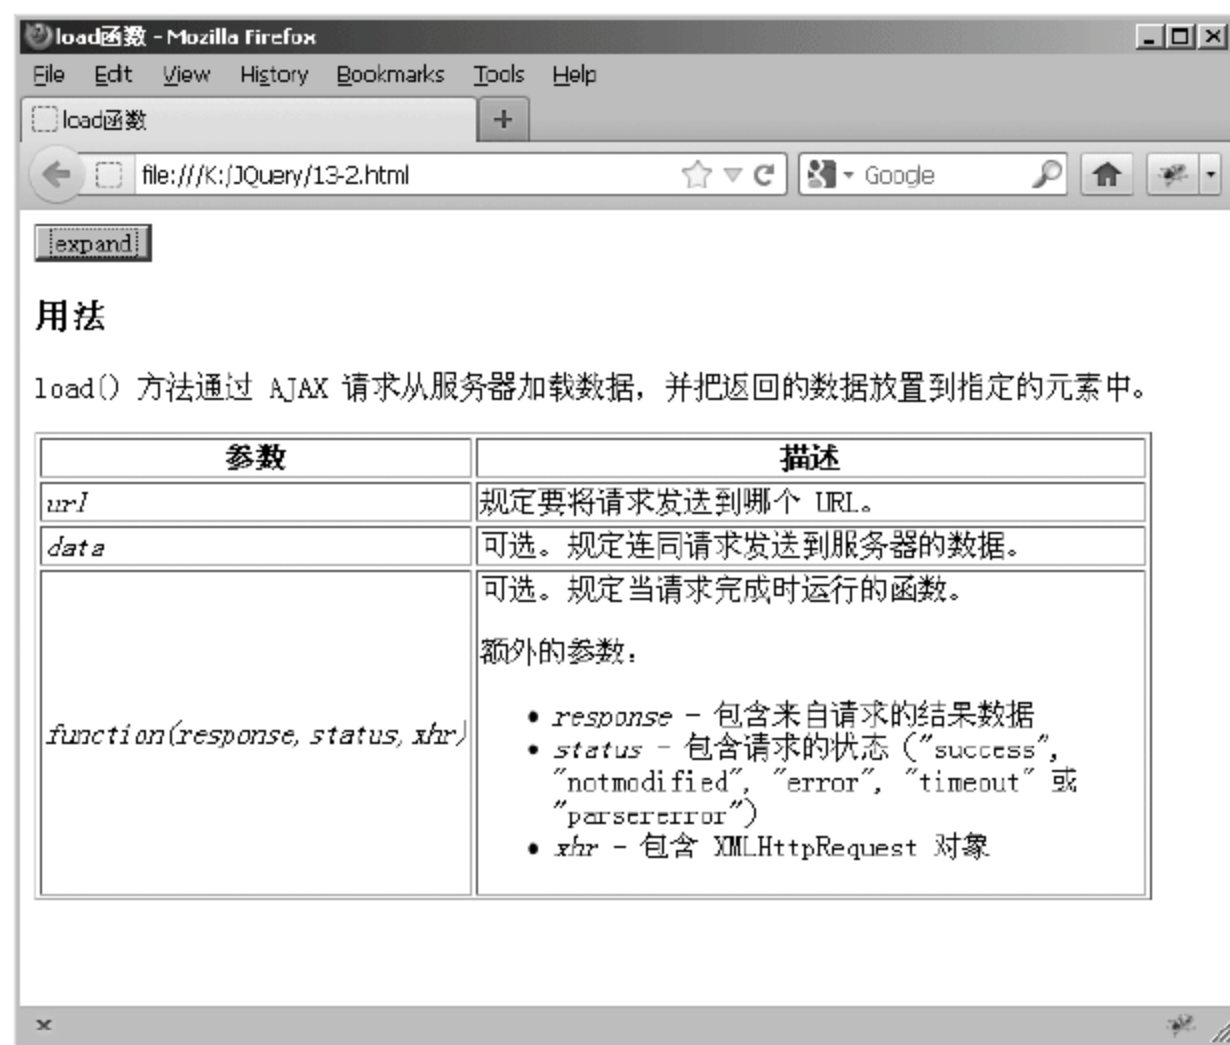 load函数 - Mozilla Firefox
File Edit View History Bookmarks Tools Help
load函数 +
file:///K:/JQuery/13-2.html Google
expand
用法
load() 方法通过 AJAX 请求从服务器加载数据，并把返回的数据放置到指定的元素中。
参数 描述
url 规定要将请求发送到哪个 URL。
data 可选。规定连同请求发送到服务器的数据。
可选。规定当请求完成时运行的函数。
额外的参数：
function(response,status,xhr)
• response - 包含来自请求的结果数据
• status - 包含请求的状态（"success",
"notmodified", "error", "timeout" 或
"parsererror"）
• xhr - 包含 XMLHttpRequest 对象